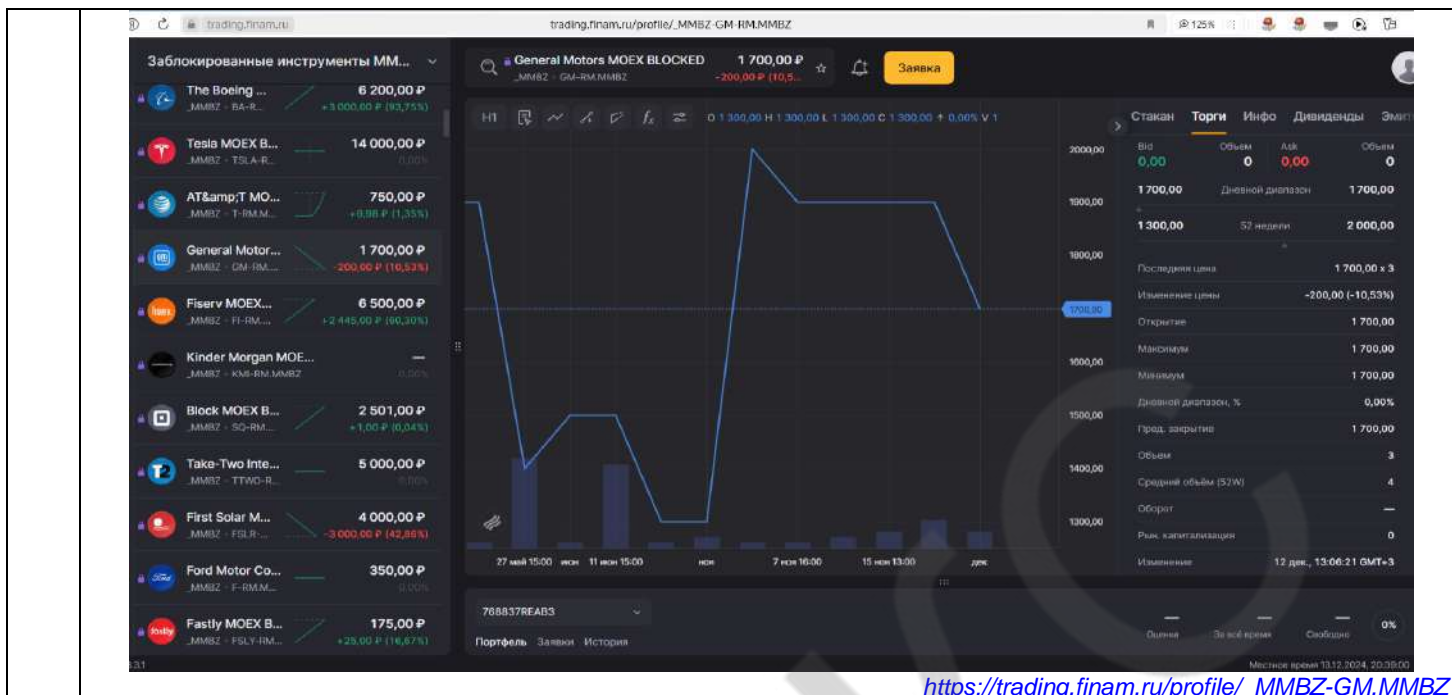 trading.finam.ru
trading.finam.ru/profile/_MMBZ-GM-RM.MMBZ
125%
Заблокированные инструменты ММ...
The Boeing ... 6 200,00 ₽
_MMBZ - BA-R... +3 000,00 ₽ (93,75%)
Tesla MOEX B... 14 000,00 ₽
_MMBZ - TSLA-R... 0,00%
AT&amp;T MO... 750,00 ₽
_MMBZ - T-RM.M... (1,35%)
General Motor... 1 700,00 ₽
_MMBZ - GM-RM.... -200,00 ₽ (10,53%)
Fiserv MOEX... 6 500,00 ₽
_MMBZ - FI-RM.... +2 445,00 ₽ (60,30%)
Kinder Morgan MOE... —
_MMBZ - KMI-RM.MMBZ 0,00%
Block MOEX B... 2 501,00 ₽
_MMBZ - SQ-RM... +1,00 ₽ (0,04%)
Take-Two Inte... 5 000,00 ₽
_MMBZ - TTWO-R... 0,00%
First Solar M... 4 000,00 ₽
_MMBZ - FSLR-... -3 000,00 ₽ (42,86%)
Ford Motor Co... 350,00 ₽
_MMBZ - F-RM.M... 0,00%
Fastly MOEX B... 175,00 ₽
_MMBZ - FSLY-RM... +25,00 ₽ (16,67%)
General Motors MOEX BLOCKED 1 700,00 ₽
_MMBZ - GM-RM.MMBZ -200,00 ₽ (10,5...
Заявка
H1 fx O 1 300,00 H 1 300,00 L 1 300,00 C 1 300,00 + 0,00% V 1
2000,00
1900,00
1800,00
1700,00
1600,00
1500,00
1400,00
1300,00
27 май 15:00 июн 11 июн 15:00 ноя 7 ноя 16:00 15 ноя 13:00 дек
Стакан Торги Инфо Дивиденды Эмит
Bid Объем Ask Объем
0,00 0 0,00 0
1 700,00 Дневной диапазон 1 700,00
1 300,00 52 недели 2 000,00
Последняя цена 1 700,00 x 3
Изменение цены -200,00 (-10,53%)
Открытие 1 700,00
Максимум 1 700,00
Минимум 1 700,00
Дневной диапазон, % 0,00%
Пред. закрытие 1 700,00
Объем 3
Средний объём (52W) 4
Оборот —
Рын. капитализация 0
Изменение 12 дек., 13:06:21 GMT+3
768837REAB3
Портфель Заявки История
Оценка За всё время Свободно 0%
Местное время 13.12.2024, 20:39:00
https://trading.finam.ru/profile/_MMBZ-GM.MMBZ